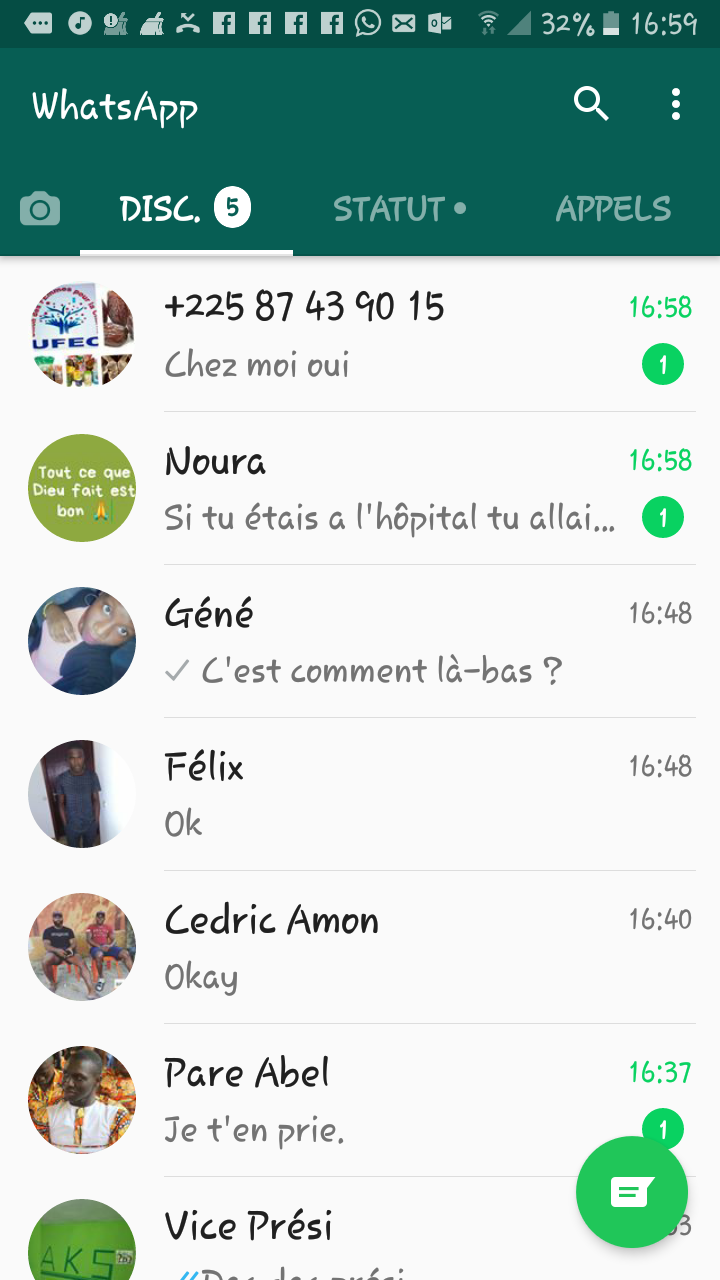 32% 16:59
WhatsApp
DISC. 5 STATUT • APPELS
+225 87 43 90 15 16:58
Chez moi oui 1
UFEC
Noura 16:58
Si tu étais a l'hôpital tu allai... 1
Tout ce que
Dieu fait est
bon 🙏
Géné 16:48
C'est comment là-bas ?
Félix 16:48
Ok
Cedric Amon 16:40
Okay
Pare Abel 16:37
Je t'en prie. 1
Vice Prési
AKS